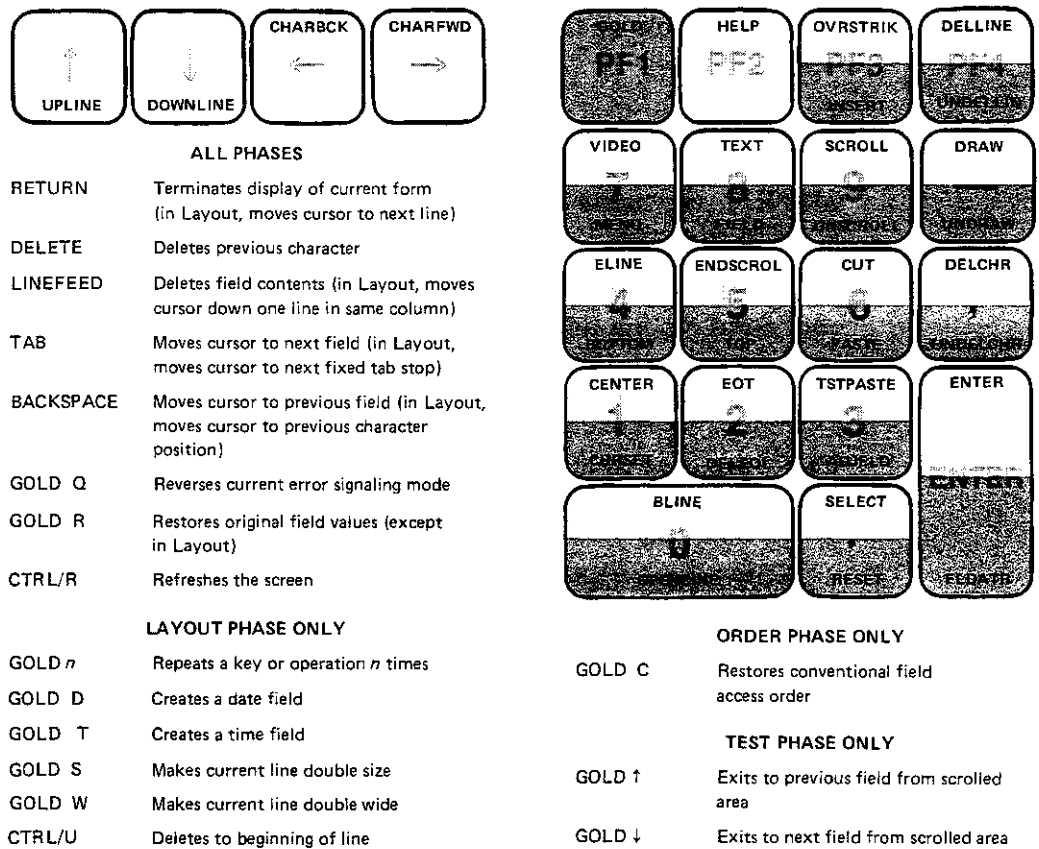 CHARBCK CHARFWD
↑ ↓ ← →
UPLINE DOWNLINE
ALL PHASES
RETURN Terminates display of current form
(in Layout, moves cursor to next line)
DELETE Deletes previous character
LINEFEED Deletes field contents (in Layout, moves
cursor down one line in same column)
TAB Moves cursor to next field (in Layout,
moves cursor to next fixed tab stop)
BACKSPACE Moves cursor to previous field (in Layout,
moves cursor to previous character
position)
GOLD Q Reverses current error signaling mode
GOLD R Restores original field values (except
in Layout)
CTRL/R Refreshes the screen
LAYOUT PHASE ONLY
GOLD n Repeats a key or operation n times
GOLD D Creates a date field
GOLD T Creates a time field
GOLD S Makes current line double size
GOLD W Makes current line double wide
CTRL/U Deletes to beginning of line
GOLD HELP OVRSTRIK DELLINE
PF1 PF2 PF3 PF4
INSERT UNDELLIN
VIDEO TEXT SCROLL DRAW
7 8 9 —
UNSCROLL
ELINE ENDSCROL CUT DELCHR
4 5 6 ,
BOTTOM TOP PASTE UNDELCHR
CENTER EOT TSTPASTE ENTER
1 2 3
DELEOL ENTER
BLINE SELECT
0 .
RESET FLDATR
ORDER PHASE ONLY
GOLD C Restores conventional field
access order
TEST PHASE ONLY
GOLD ↑ Exits to previous field from scrolled
area
GOLD ↓ Exits to next field from scrolled area